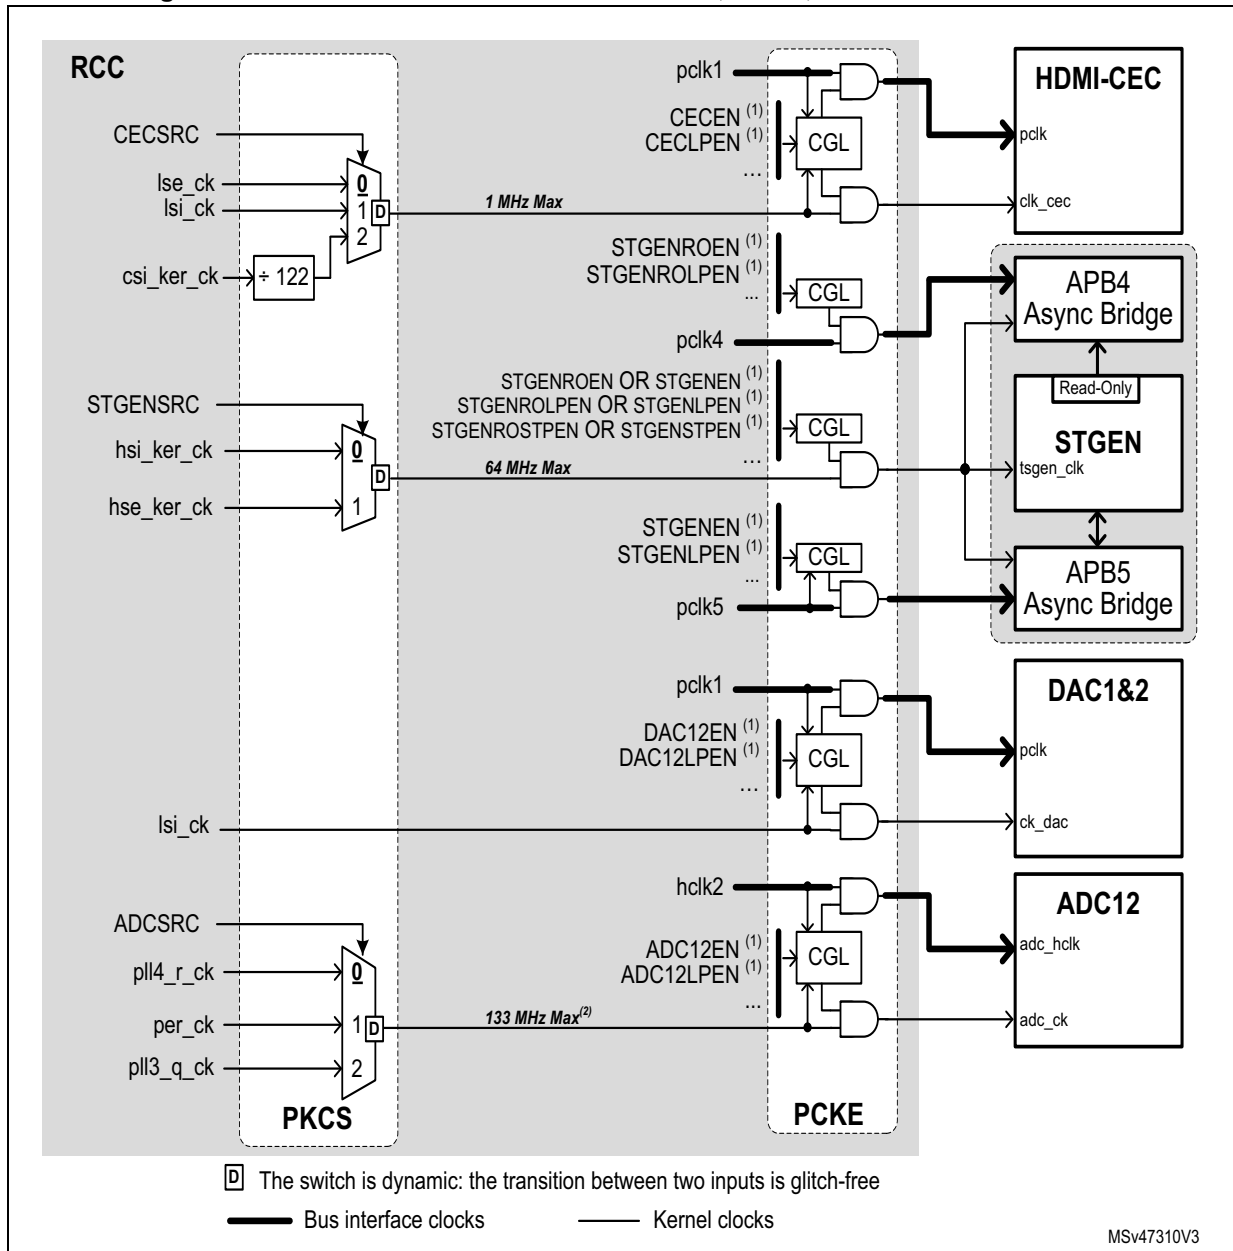 RCC
pclk1
HDMI-CEC
CECSRC
CECEN (1)
CECLPEN (1)
...
CGL
pclk
lse_ck
0
lsi_ck
1
D
2
1 MHz Max
clk_cec
csi_ker_ck
÷ 122
STGENROEN (1)
STGENROLPEN (1)
...
CGL
APB4
Async Bridge
pclk4
STGENROEN OR STGENEN (1)
STGENROLPEN OR STGENLPEN (1)
STGENROSTPEN OR STGENSTPEN (1)
...
CGL
Read-Only
STGEN
tsgen_clk
STGENSRC
hsi_ker_ck
0
D
64 MHz Max
hse_ker_ck
1
STGENEN (1)
STGENLPEN (1)
...
CGL
APB5
Async Bridge
pclk5
pclk1
DAC1&2
DAC12EN (1)
DAC12LPEN (1)
...
CGL
pclk
lsi_ck
ck_dac
hclk2
ADC12
ADCSRC
ADC12EN (1)
ADC12LPEN (1)
...
CGL
adc_hclk
pll4_r_ck
0
per_ck
1
D
133 MHz Max(2)
adc_ck
pll3_q_ck
2
PKCS
PCKE
D The switch is dynamic: the transition between two inputs is glitch-free
Bus interface clocks
Kernel clocks
MSv47310V3